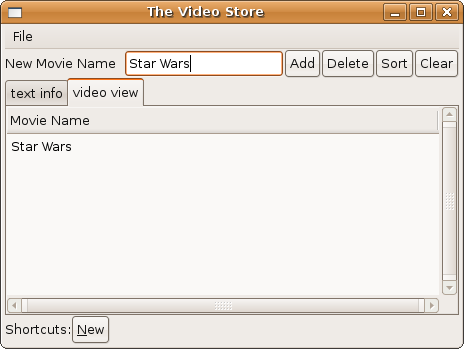 The Video Store
File
New Movie Name Star Wars Add Delete Sort Clear
text info video view
Movie Name
Star Wars
Shortcuts: New